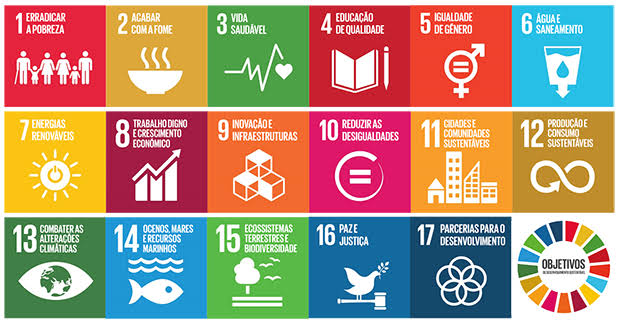 1 ERRADICAR
A POBREZA
2 ACABAR
COM A FOME
3 VIDA
SAUDÁVEL
4 EDUCAÇÃO
DE QUALIDADE
5 IGUALDADE
DE GÉNERO
6 ÁGUA E
SANEAMENTO
7 ENERGIAS
RENOVÁVEIS
8 TRABALHO DIGNO
E CRESCIMENTO
ECONÓMICO
9 INOVAÇÃO E
INFRAESTRUTURAS
10 REDUZIR AS
DESIGUALDADES
11 CIDADES E
COMUNIDADES
SUSTENTÁVEIS
12 PRODUÇÃO E
CONSUMO
SUSTENTÁVEIS
13 COMBATER AS
ALTERAÇÕES
CLIMÁTICAS
14 OCENOS, MARES
E RECURSOS
MARINHOS
15 ECOSSISTEMAS
TERRESTRES E
BIODIVERSIDADE
16 PAZ E
JUSTIÇA
17 PARCERIAS PARA O
DESENVOLVIMENTO
OBJETIVOS